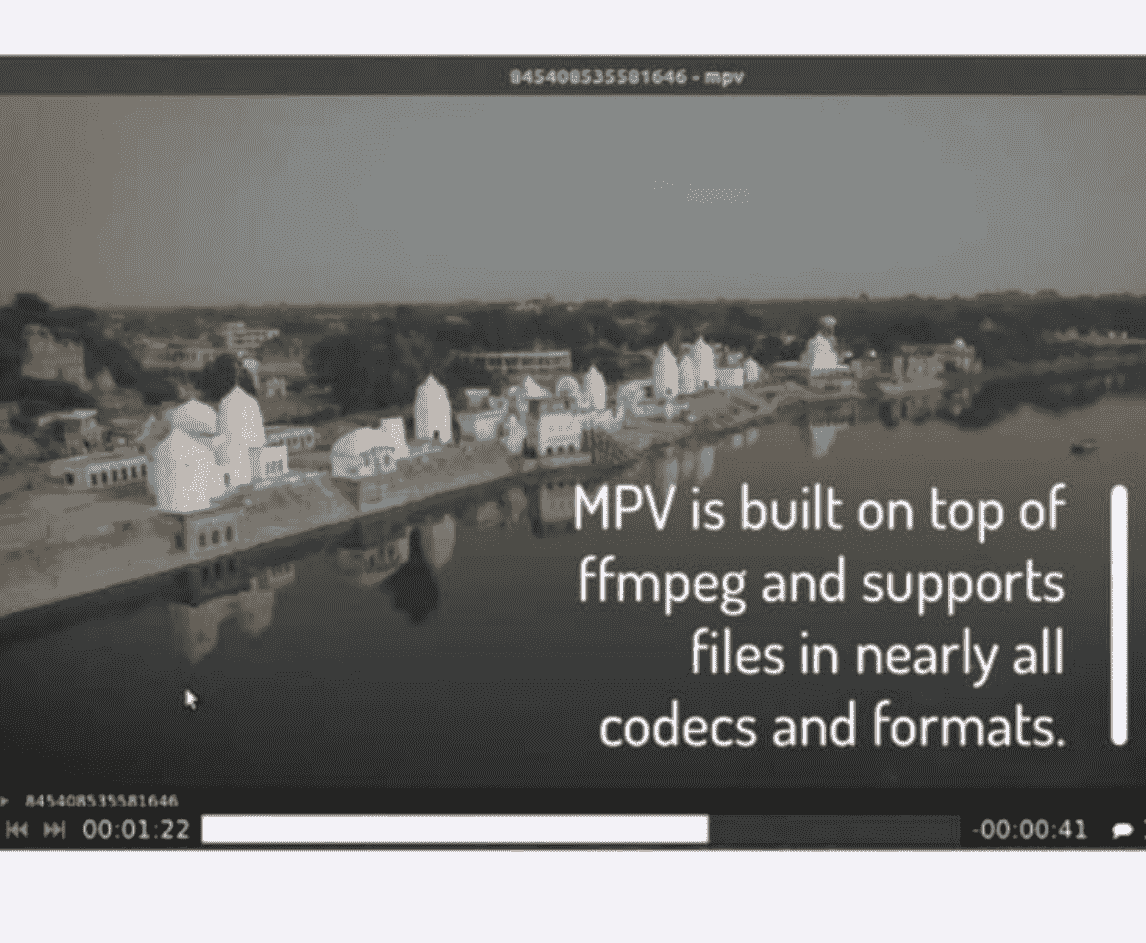 845408535581646 - mpv
MPV is built on top of
ffmpeg and supports
files in nearly all
codecs and formats.
845408535581646
00:01:22 -00:00:41